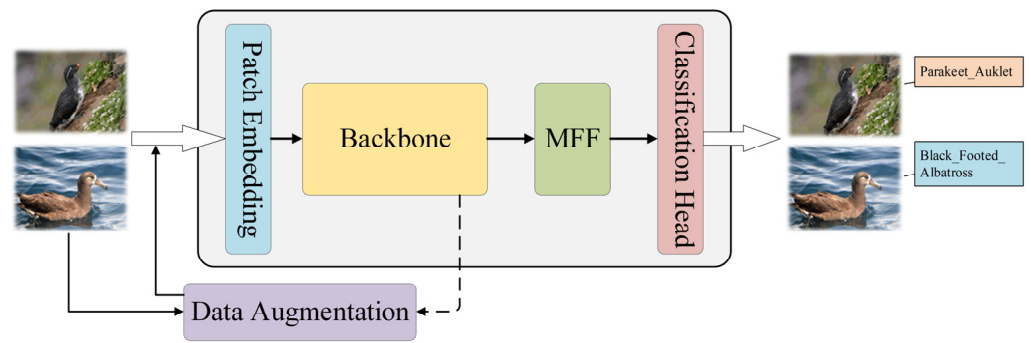 Patch Embedding
Backbone
MFF
Classification Head
Parakeet_Auklet
Black_Footed_
Albatross
Data Augmentation